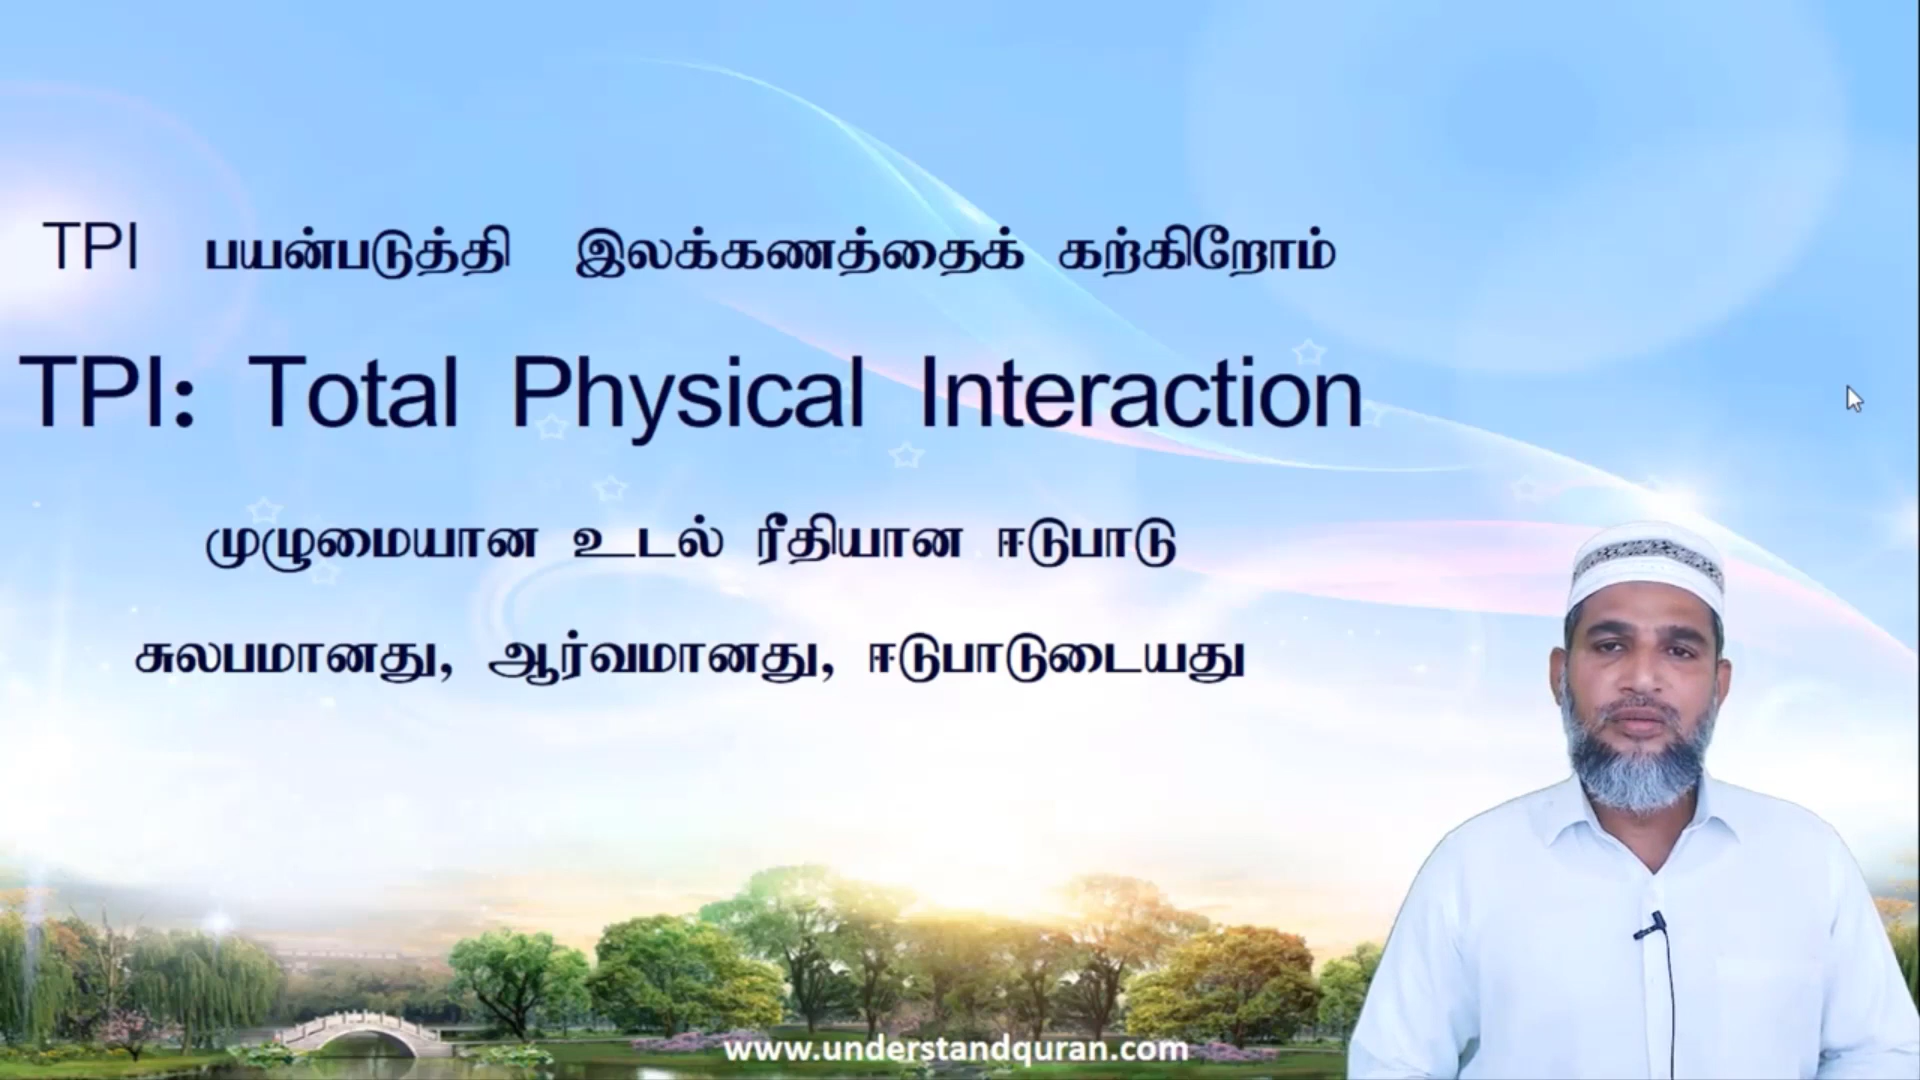 TPI பயன்படுத்தி இலக்கணத்தைக் கற்கிறோம்
TPI: Total Physical Interaction
முழுமையான உடல் ரீதியான ஈடுபாடு
சுலபமானது, ஆர்வமானது, ஈடுபாடுடையது
www.understandquran.com